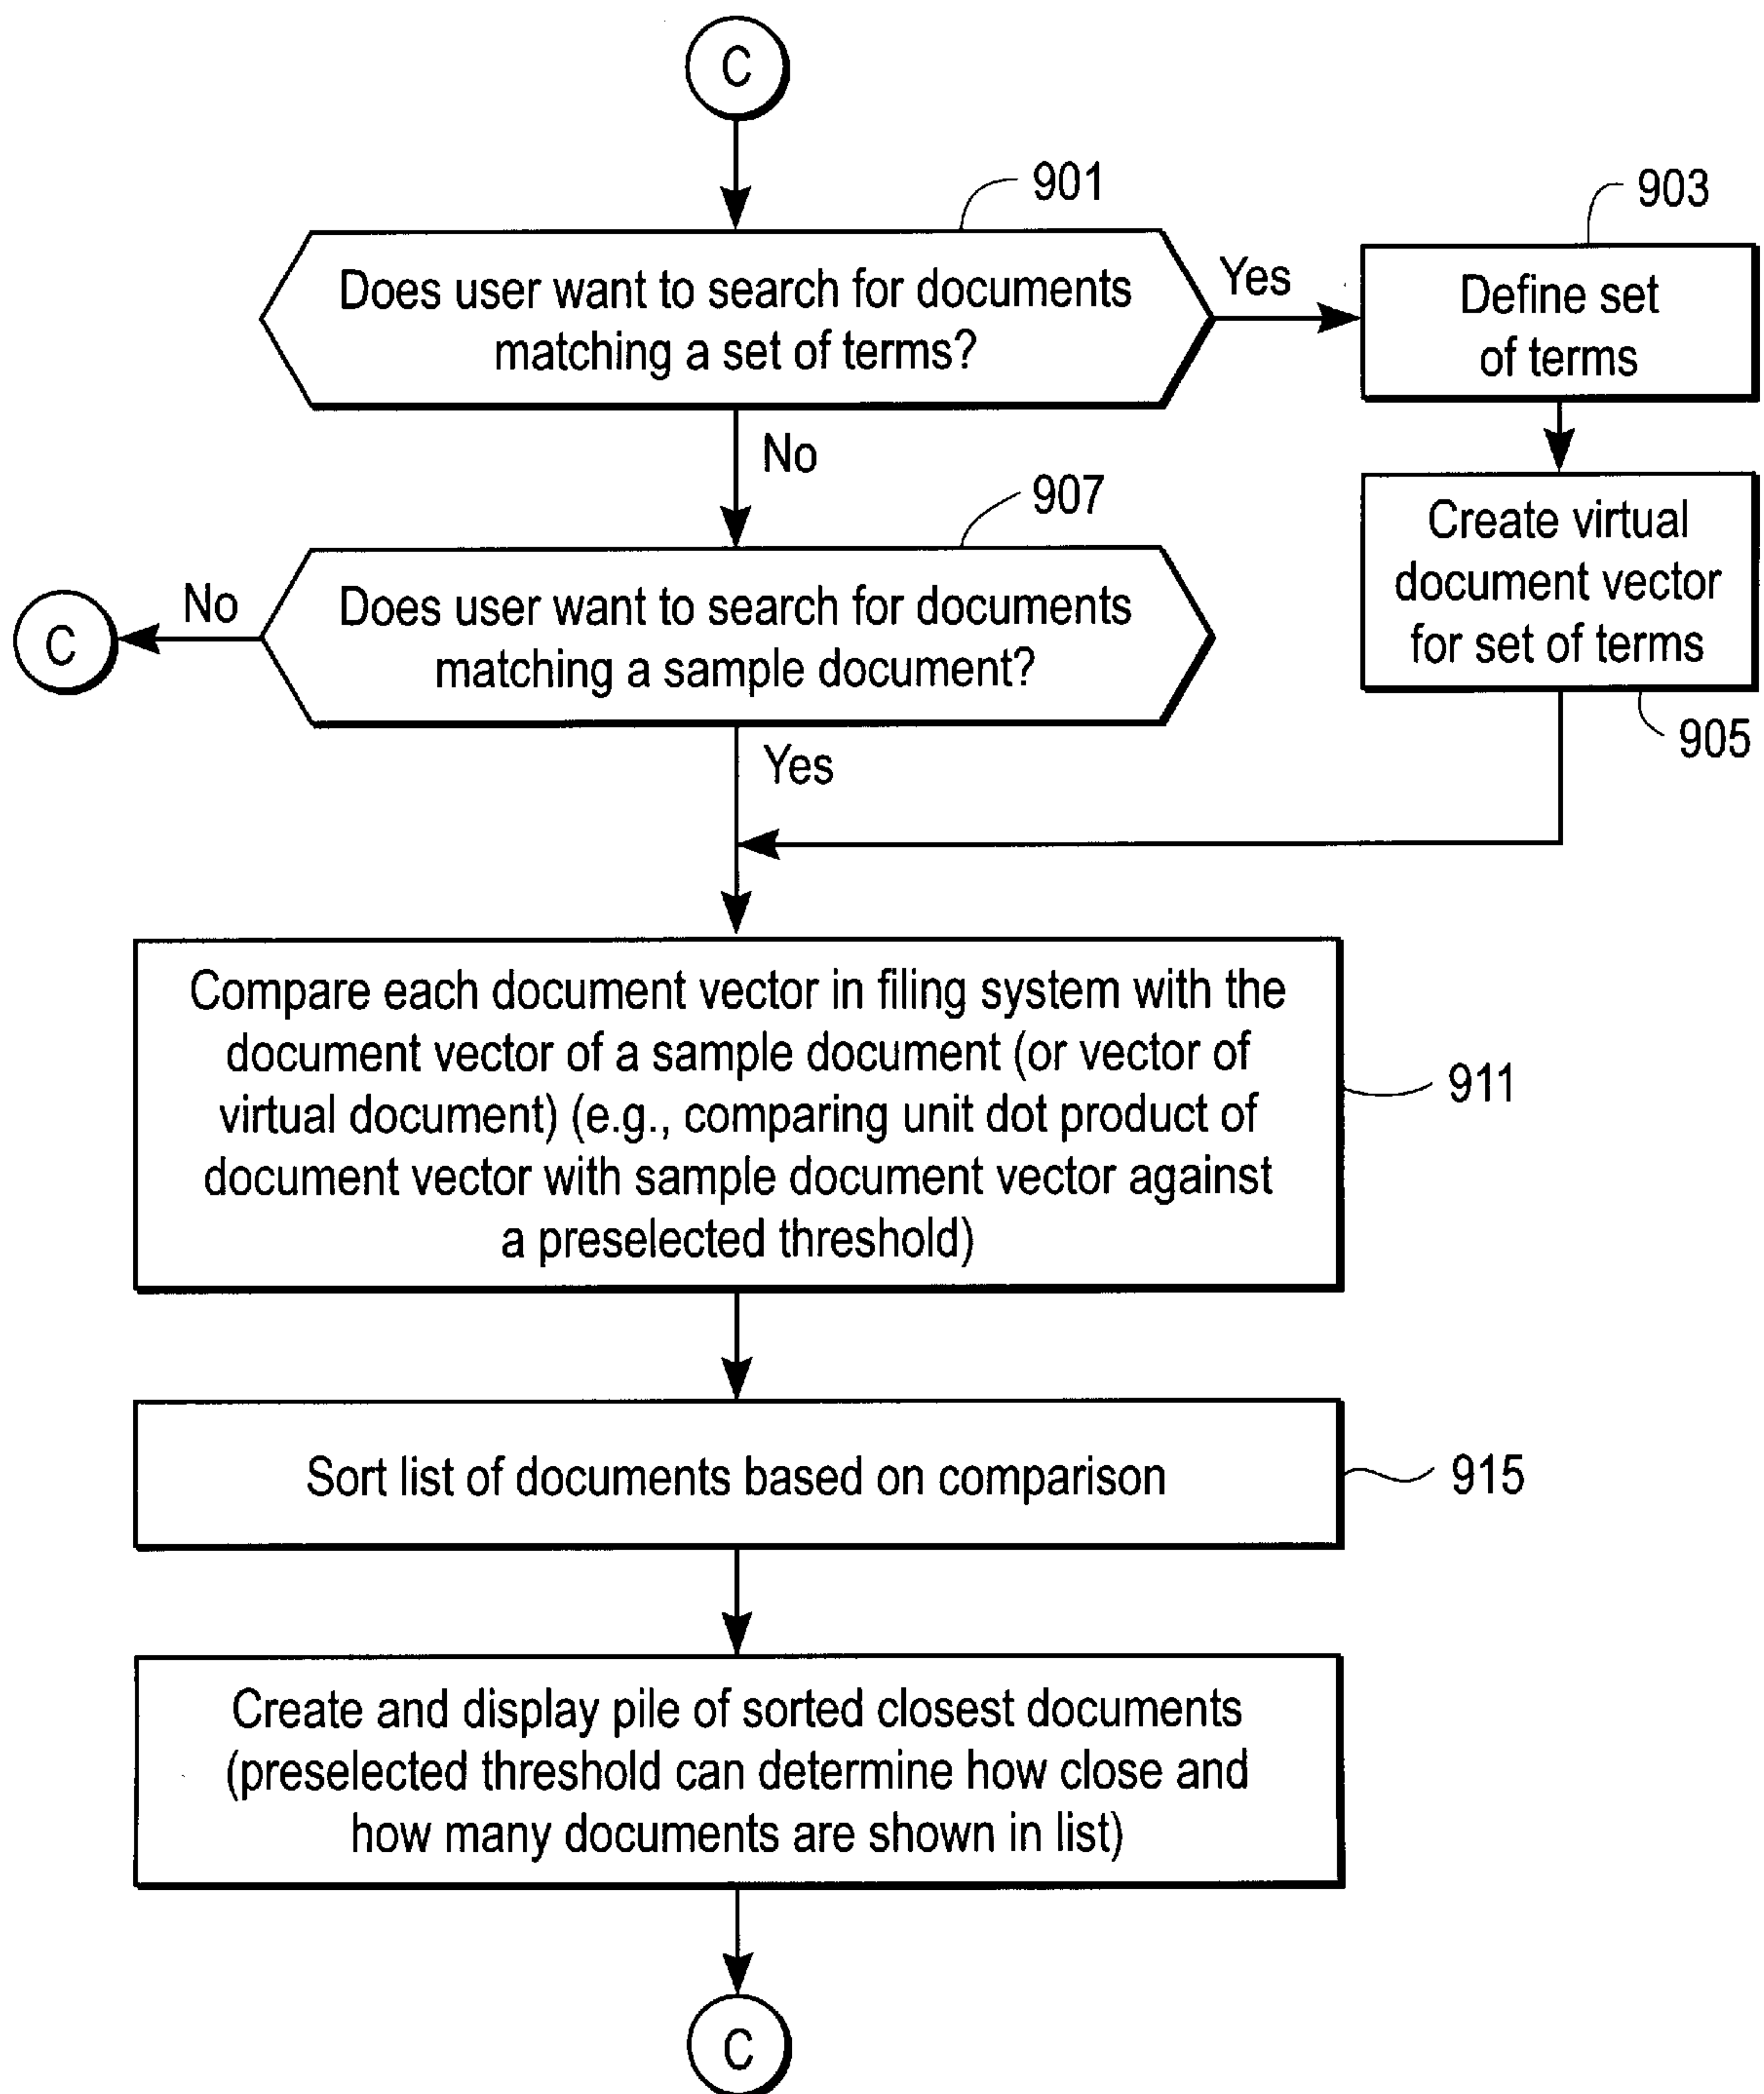 C
901
Does user want to search for documents
matching a set of terms?
Yes
903
Define set
of terms
No
907
Does user want to search for documents
matching a sample document?
No
C
Create virtual
document vector
for set of terms
905
Yes
Compare each document vector in filing system with the
document vector of a sample document (or vector of
virtual document) (e.g., comparing unit dot product of
document vector with sample document vector against
a preselected threshold)
911
Sort list of documents based on comparison
915
Create and display pile of sorted closest documents
(preselected threshold can determine how close and
how many documents are shown in list)
C